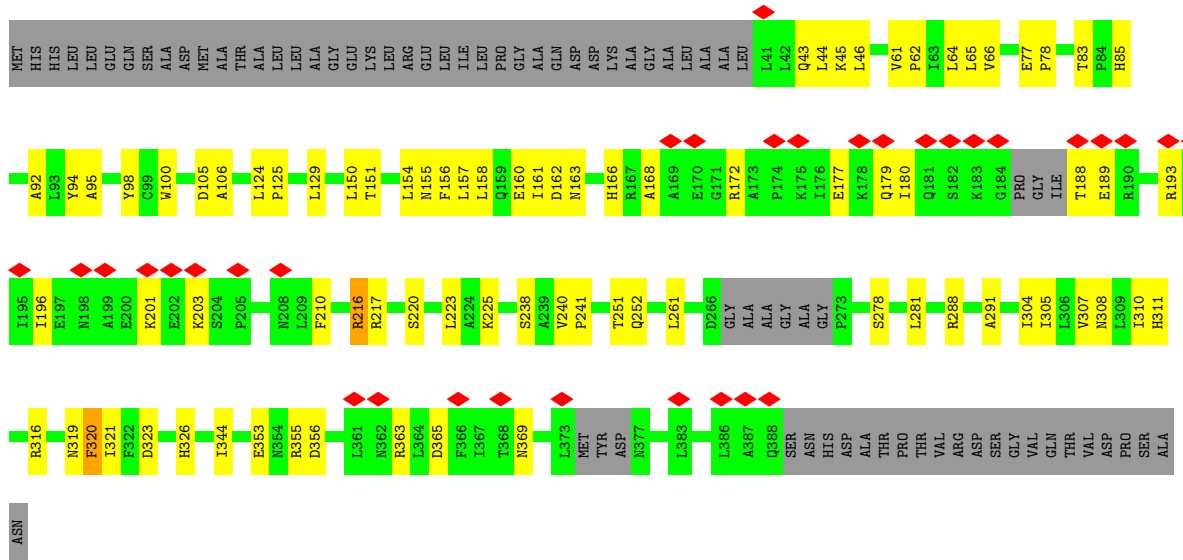 MET HIS HIS LEU LEU GLU GLN SER ALA ASP MET ALA THR ALA LEU LEU ALA GLY GLU LYS LEU ARG GLU LEU ILE LEU PRO GLY ALA GLN ASP ASP LYS ALA GLY ALA LEU ALA ALA LEU L41 L42 Q43 L44 K45 L46 V61 P62 I63 L64 L65 V66 E77 P78 T83 P84 H85
A92 L93 Y94 A95 Y98 C99 W100 D105 A106 L124 P125 L129 L150 T151 L154 N155 F156 L157 L158 Q159 E160 I161 D162 N163 H166 R167 A168 A169 E170 G171 R172 A173 P174 K175 I176 E177 K178 Q179 I180 Q181 S182 K183 G184 PRO GLY ILE T188 E189 R190 R193
I195 I196 E197 N198 A199 E200 K201 E202 K203 S204 P205 N208 L209 F210 R216 R217 S220 L223 A224 K225 S238 A239 V240 P241 T251 Q252 L261 D266 GLY ALA ALA GLY ALA GLY P273 S278 L281 R288 A291 I304 I305 L306 V307 N308 L309 I310 H311
R316 N319 F320 I321 F322 D323 H326 I344 E353 N354 R355 D356 L361 N362 R363 L364 D365 F366 I367 T368 N369 L373 MET TYR ASP N377 L383 L386 A387 Q388 SER ASN HIS ASP ALA THR PRO THR VAL ARG ASP SER GLY VAL GLN THR VAL ASP PRO SER ALA
ASN